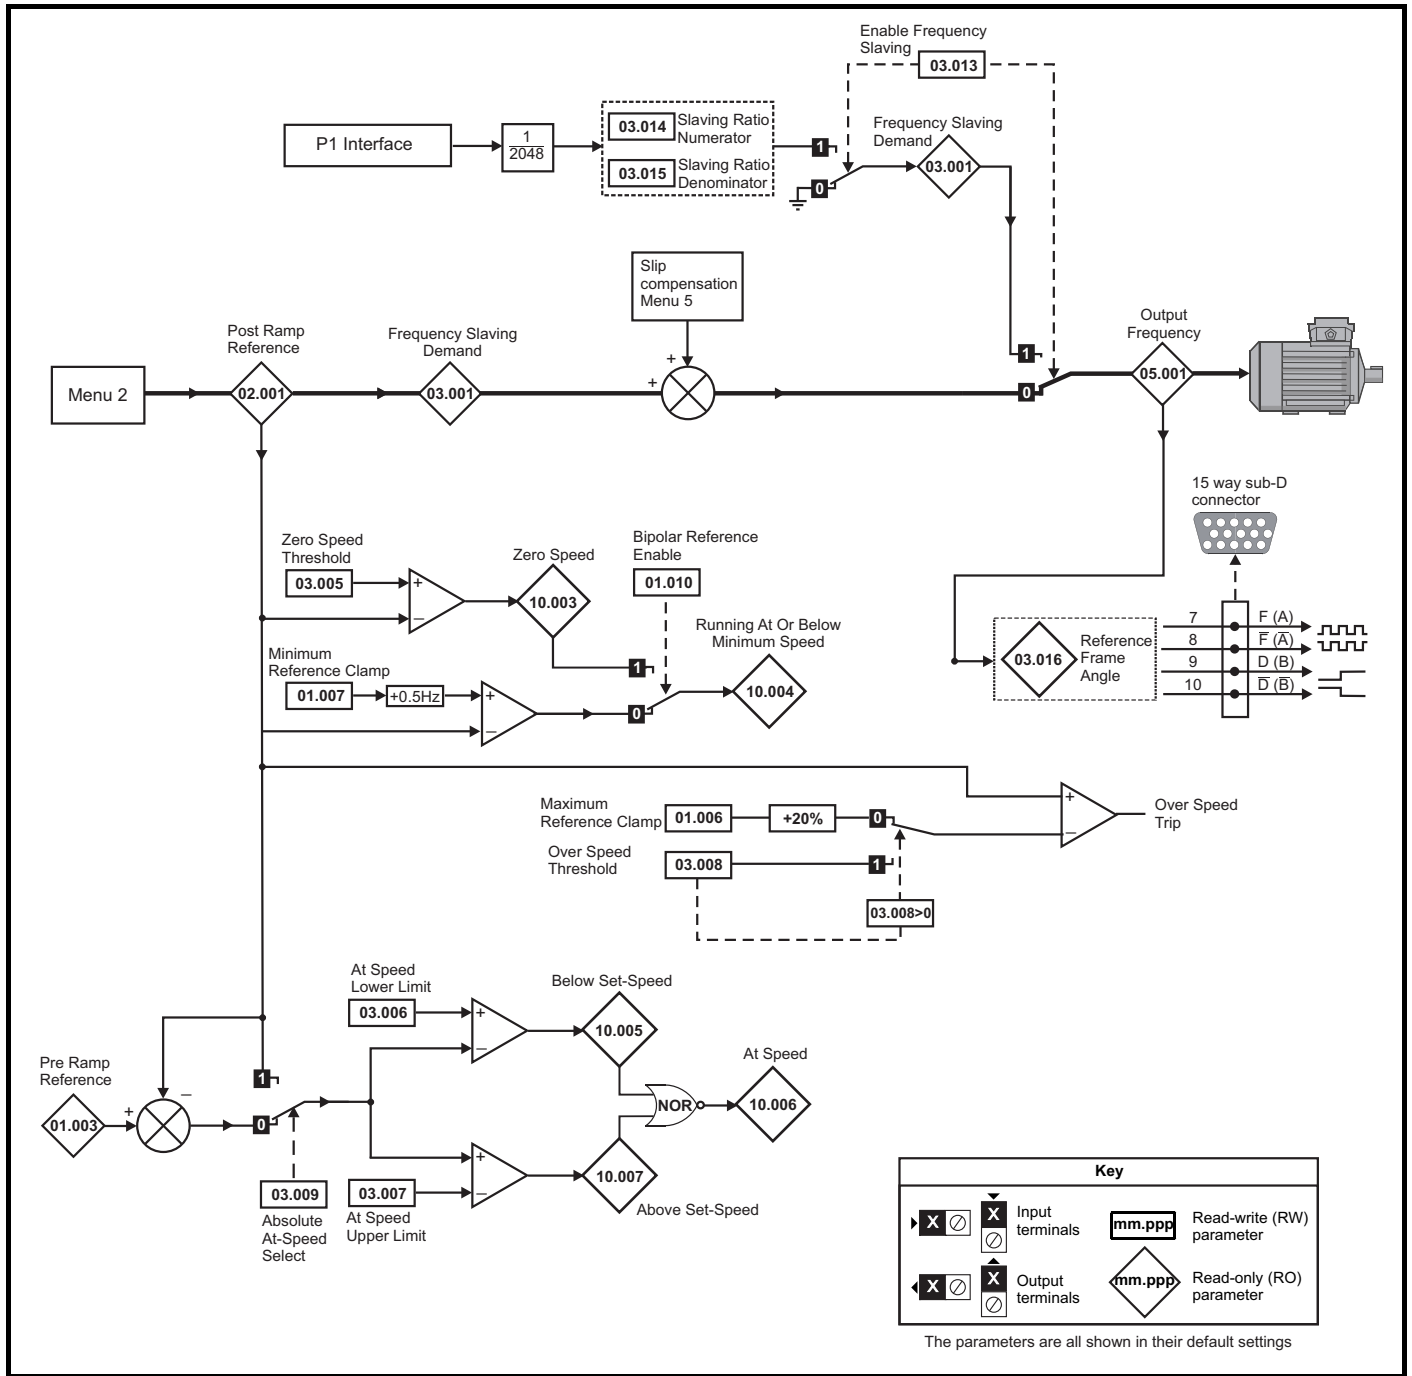 Enable Frequency
Slaving
03.013
P1 Interface
1
2048
03.014
Slaving Ratio
Numerator
03.015
Slaving Ratio
Denominator
1
0
Frequency Slaving
Demand
03.001
Slip
compensation
Menu 5
Menu 2
Post Ramp
Reference
02.001
Frequency Slaving
Demand
03.001
+
+
1
0
Output
Frequency
05.001
15 way sub-D
connector
Zero Speed
Threshold
03.005
+
–
Zero Speed
10.003
Bipolar Reference
Enable
01.010
Running At Or Below
Minimum Speed
10.004
1
0
Minimum
Reference Clamp
01.007
+0.5Hz
+
–
03.016
Reference
Frame
Angle
7
F (A)
8
F̅ (A̅)
9
D (B)
10
D̅ (B̅)
Maximum
Reference Clamp
01.006
+20%
0
Over Speed
Threshold
03.008
1
03.008>0
+
–
Over Speed
Trip
At Speed
Lower Limit
03.006
+
–
Below Set-Speed
10.005
At Speed
10.006
NOR
Pre Ramp
Reference
01.003
+
–
1
0
03.009
Absolute
At-Speed
Select
03.007
At Speed
Upper Limit
+
–
10.007
Above Set-Speed
Key
X
X
Input
terminals
mm.ppp
Read-write (RW)
parameter
X
X
Output
terminals
mm.ppp
Read-only (RO)
parameter
The parameters are all shown in their default settings